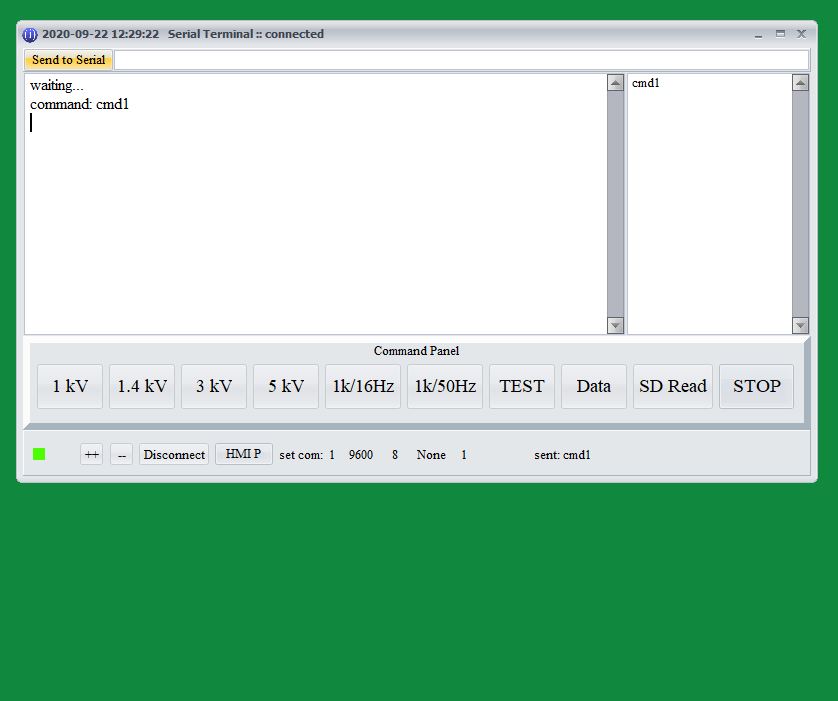 2020-09-22 12:29:22 Serial Terminal :: connected
Send to Serial
waiting...
command: cmd1
cmd1
Command Panel
1 kV 1.4 kV 3 kV 5 kV 1k/16Hz 1k/50Hz TEST Data SD Read STOP
++ -- Disconnect HMI P set com: 1 9600 8 None 1 sent: cmd1